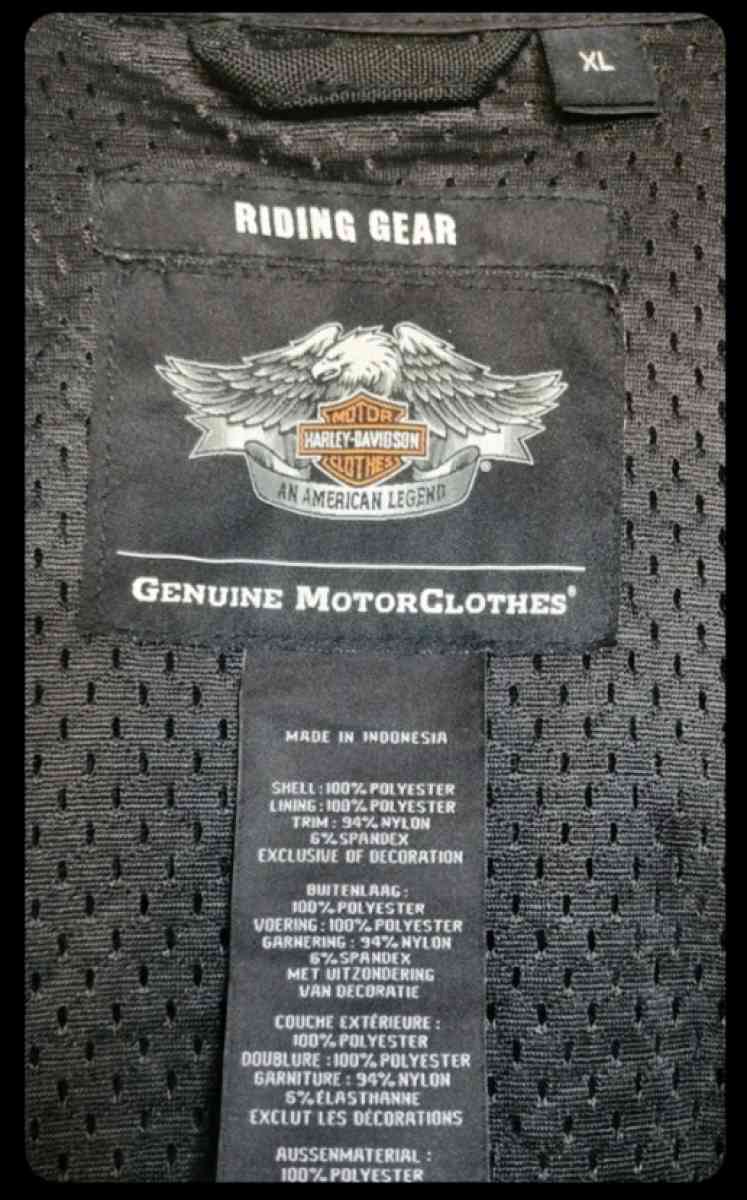 XL
RIDING GEAR
MOTOR
HARLEY-DAVIDSON
CLOTHES
®
AN AMERICAN LEGEND
GENUINE MOTORCLOTHES®
MADE IN INDONESIA
SHELL:100% POLYESTER
LINING:100% POLYESTER
TRIM: 94% NYLON
6% SPANDEX
EXCLUSIVE OF DECORATION
BUITENLAAG:
100% POLYESTER
VOERING:100% POLYESTER
GARNERING: 94% NYLON
6% SPANDEX
MET UITZONDERING
VAN DECORATIE
COUCHE EXTÉRIEURE:
100% POLYESTER
DOUBLURE:100% POLYESTER
GARNITURE: 94% NYLON
6% ÉLASTHANNE
EXCLUT LES DÉCORATIONS
AUSSENMATERIAL:
100% POLYESTER